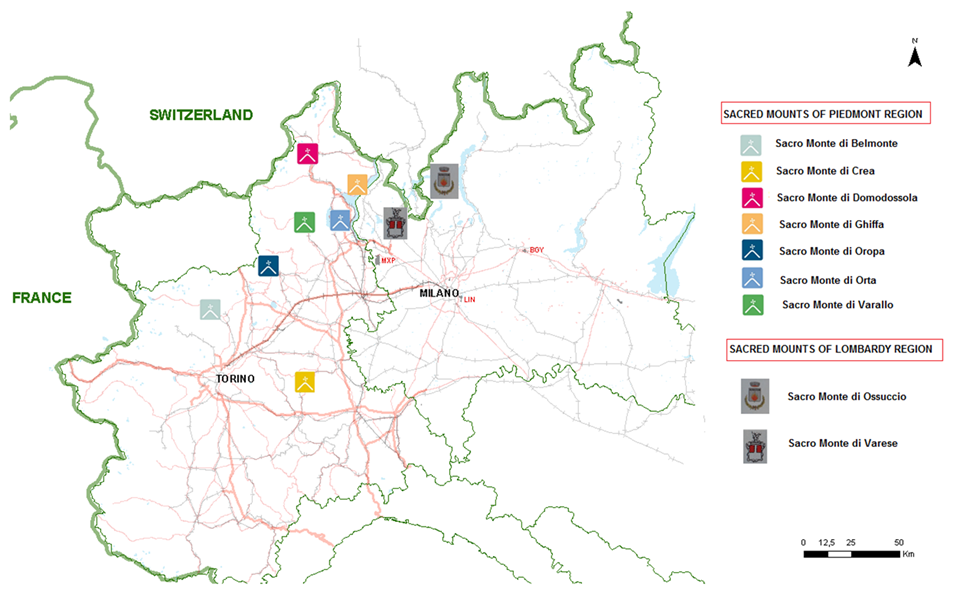 N
SACRED MOUNTS OF PIEDMONT REGION
SWITZERLAND
Sacro Monte di Belmonte
Sacro Monte di Crea
Sacro Monte di Domodossola
Sacro Monte di Ghiffa
Sacro Monte di Oropa
BGY
MXP
Sacro Monte di Orta
MILANO
LIN
FRANCE
Sacro Monte di Varallo
SACRED MOUNTS OF LOMBARDY REGION
TORINO
Sacro Monte di Ossuccio
Sacro Monte di Varese
0 12,5 25 50
Km